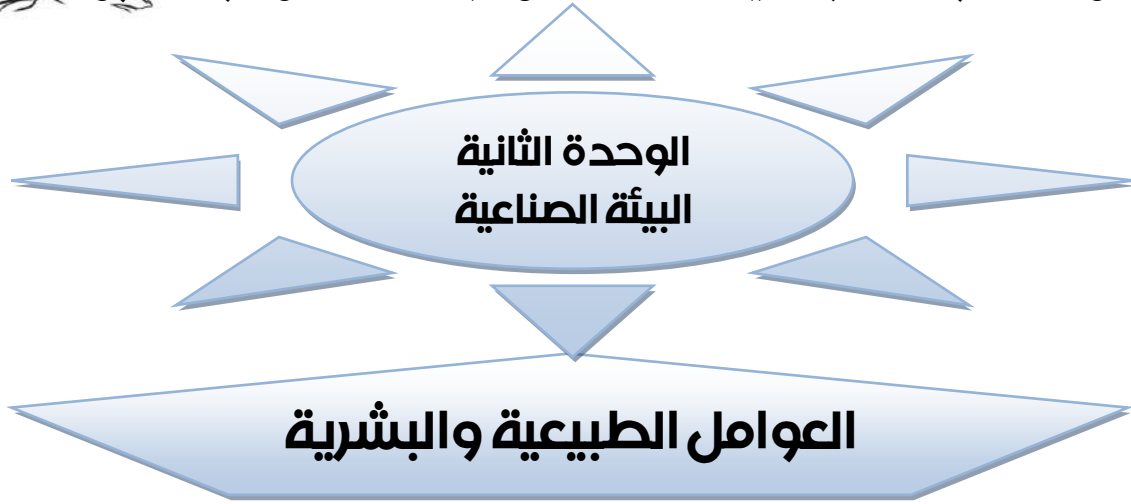 الوحدة الثانية
البيئة الصناعية
العوامل الطبيعية والبشرية